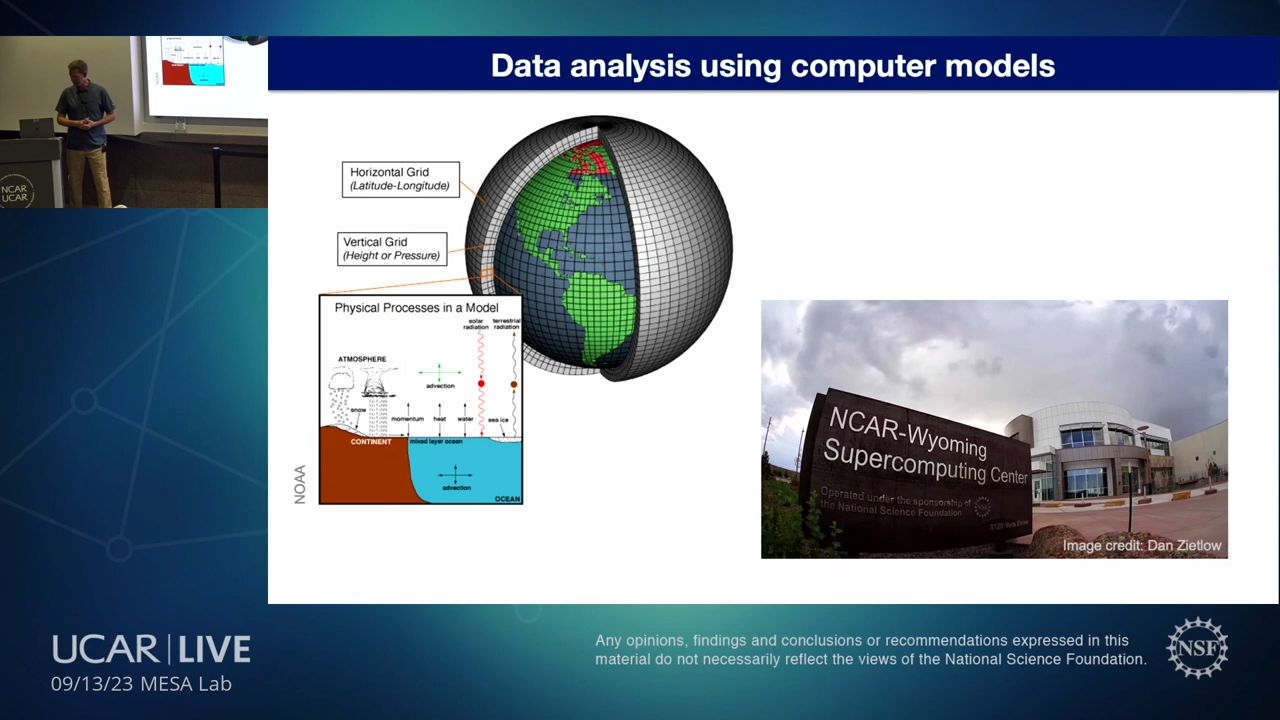 Data analysis using computer models
Horizontal Grid
(Latitude-Longitude)
Vertical Grid
(Height or Pressure)
Physical Processes in a Model
solar
radiation
terrestrial
radiation
ATMOSPHERE
advection
snow
momentum
heat
water
sea ice
CONTINENT
mixed layer ocean
advection
OCEAN
NOAA
NCAR-Wyoming
Supercomputing Center
Operated under the sponsorship of
the National Science Foundation
Image credit: Dan Zietlow
NCAR
UCAR
UCAR | LIVE
09/13/23 MESA Lab
Any opinions, findings and conclusions or recommendations expressed in this
material do not necessarily reflect the views of the National Science Foundation.
NSF